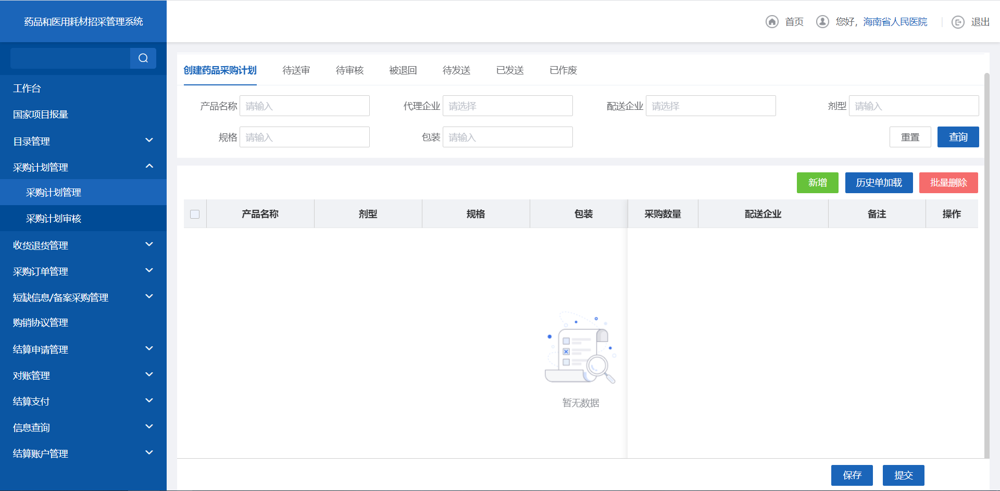 药品和医用耗材招采管理系统
首页
您好，海南省人民医院
退出
工作台
国家项目报量
目录管理
采购计划管理
采购计划管理
采购计划审核
收货退货管理
采购订单管理
短缺信息/备案采购管理
购销协议管理
结算申请管理
对账管理
结算支付
信息查询
结算账户管理
创建药品采购计划 待送审 待审核 被退回 待发送 已发送 已作废
产品名称 请输入 代理企业 请选择 配送企业 请选择 剂型 请输入
规格 请输入 包装 请输入 重置 查询
新增 历史单加载 批量删除
产品名称 剂型 规格 包装 采购数量 配送企业 备注 操作
暂无数据
保存 提交